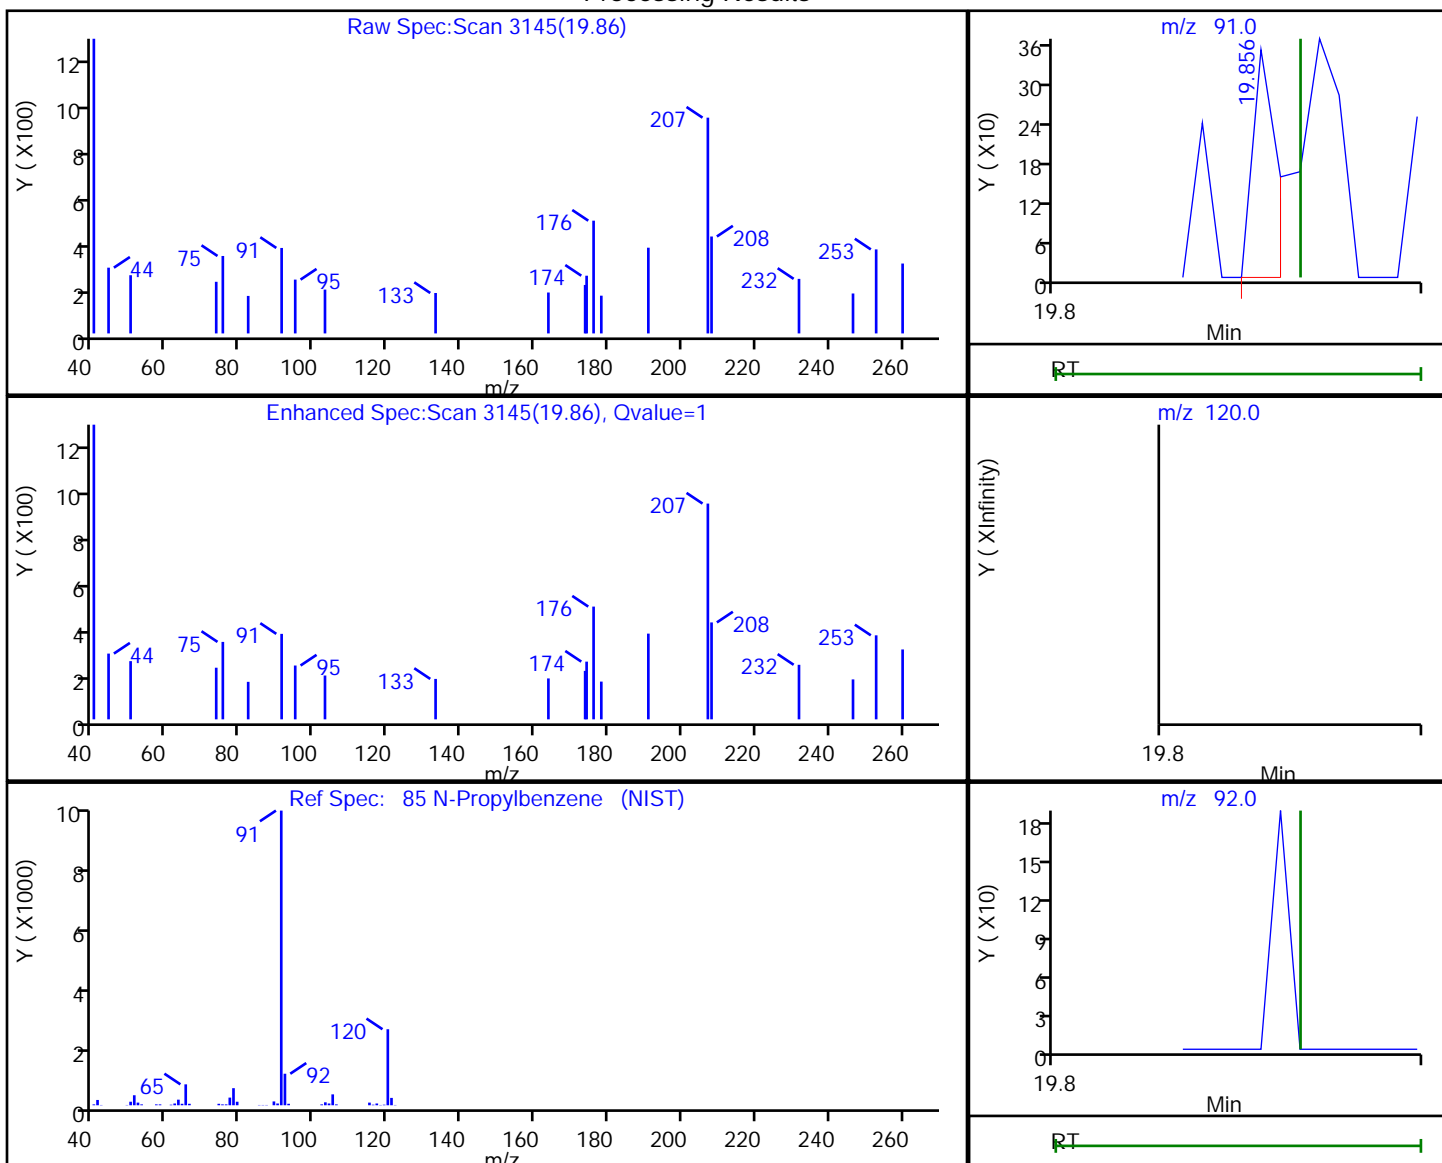 Processing Results
Raw Spec:Scan 3145(19.86)
Y ( X100)
12
10
8
6
4
2
0
207
176
208
91
75
253
44
174
95
232
133
40 60 80 100 120 140 160 180 200 220 240 260
m/z
m/z 91.0
Y ( X10)
36
30
24
18
12
6
0
19.856
19.8
Min
RT
Enhanced Spec:Scan 3145(19.86), Qvalue=1
Y ( X100)
12
10
8
6
4
2
0
207
176
208
91
75
253
44
174
95
232
133
40 60 80 100 120 140 160 180 200 220 240 260
m/z
m/z 120.0
Y ( XInfinity)
19.8
Min
Ref Spec: 85 N-Propylbenzene (NIST)
Y ( X1000)
10
8
6
4
2
0
91
120
92
65
40 60 80 100 120 140 160 180 200 220 240 260
m/z
m/z 92.0
Y ( X10)
18
15
12
9
6
3
0
19.8
Min
RT